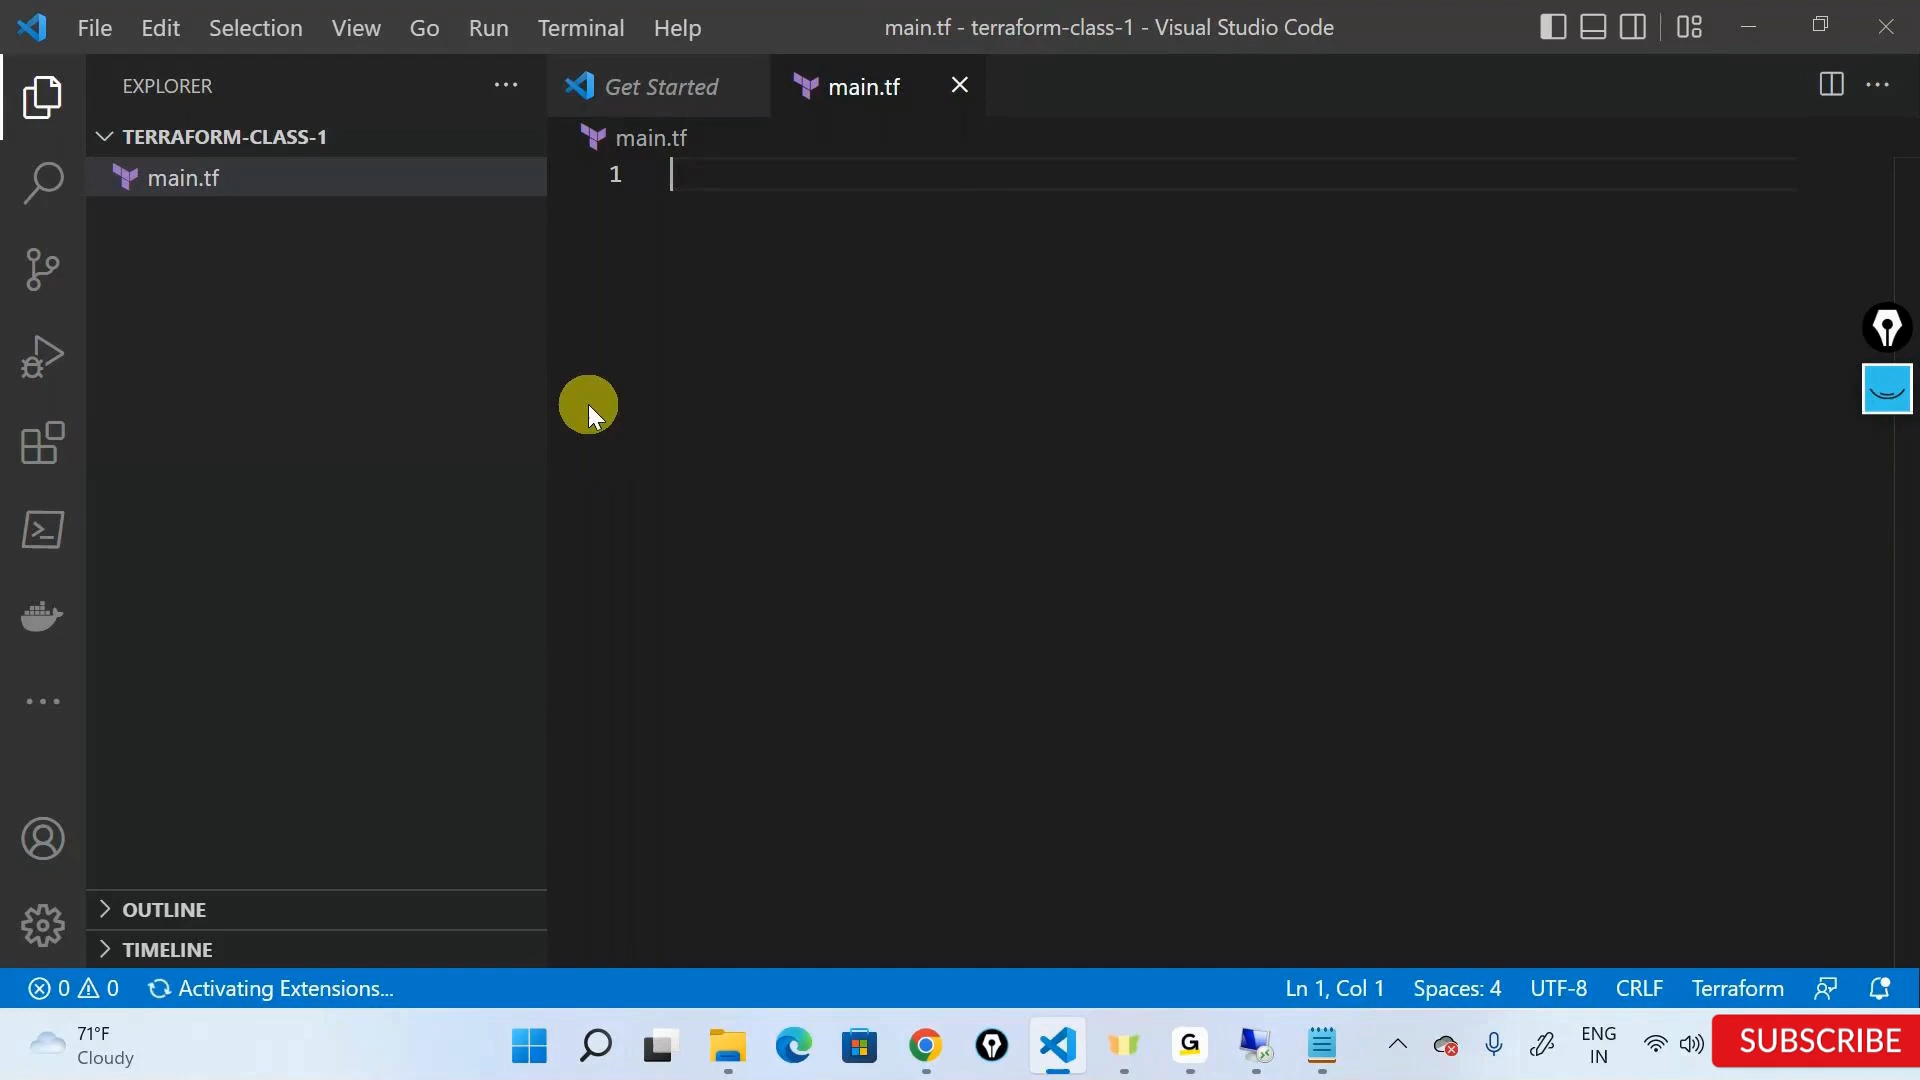 File Edit Selection View Go Run Terminal Help
main.tf - terraform-class-1 - Visual Studio Code
EXPLORER
TERRAFORM-CLASS-1
main.tf
OUTLINE
TIMELINE
Get Started
main.tf
main.tf
1
0 0 Activating Extensions...
Ln 1, Col 1 Spaces: 4 UTF-8 CRLF Terraform
71°F
Cloudy
G
ENG
IN
SUBSCRIBE